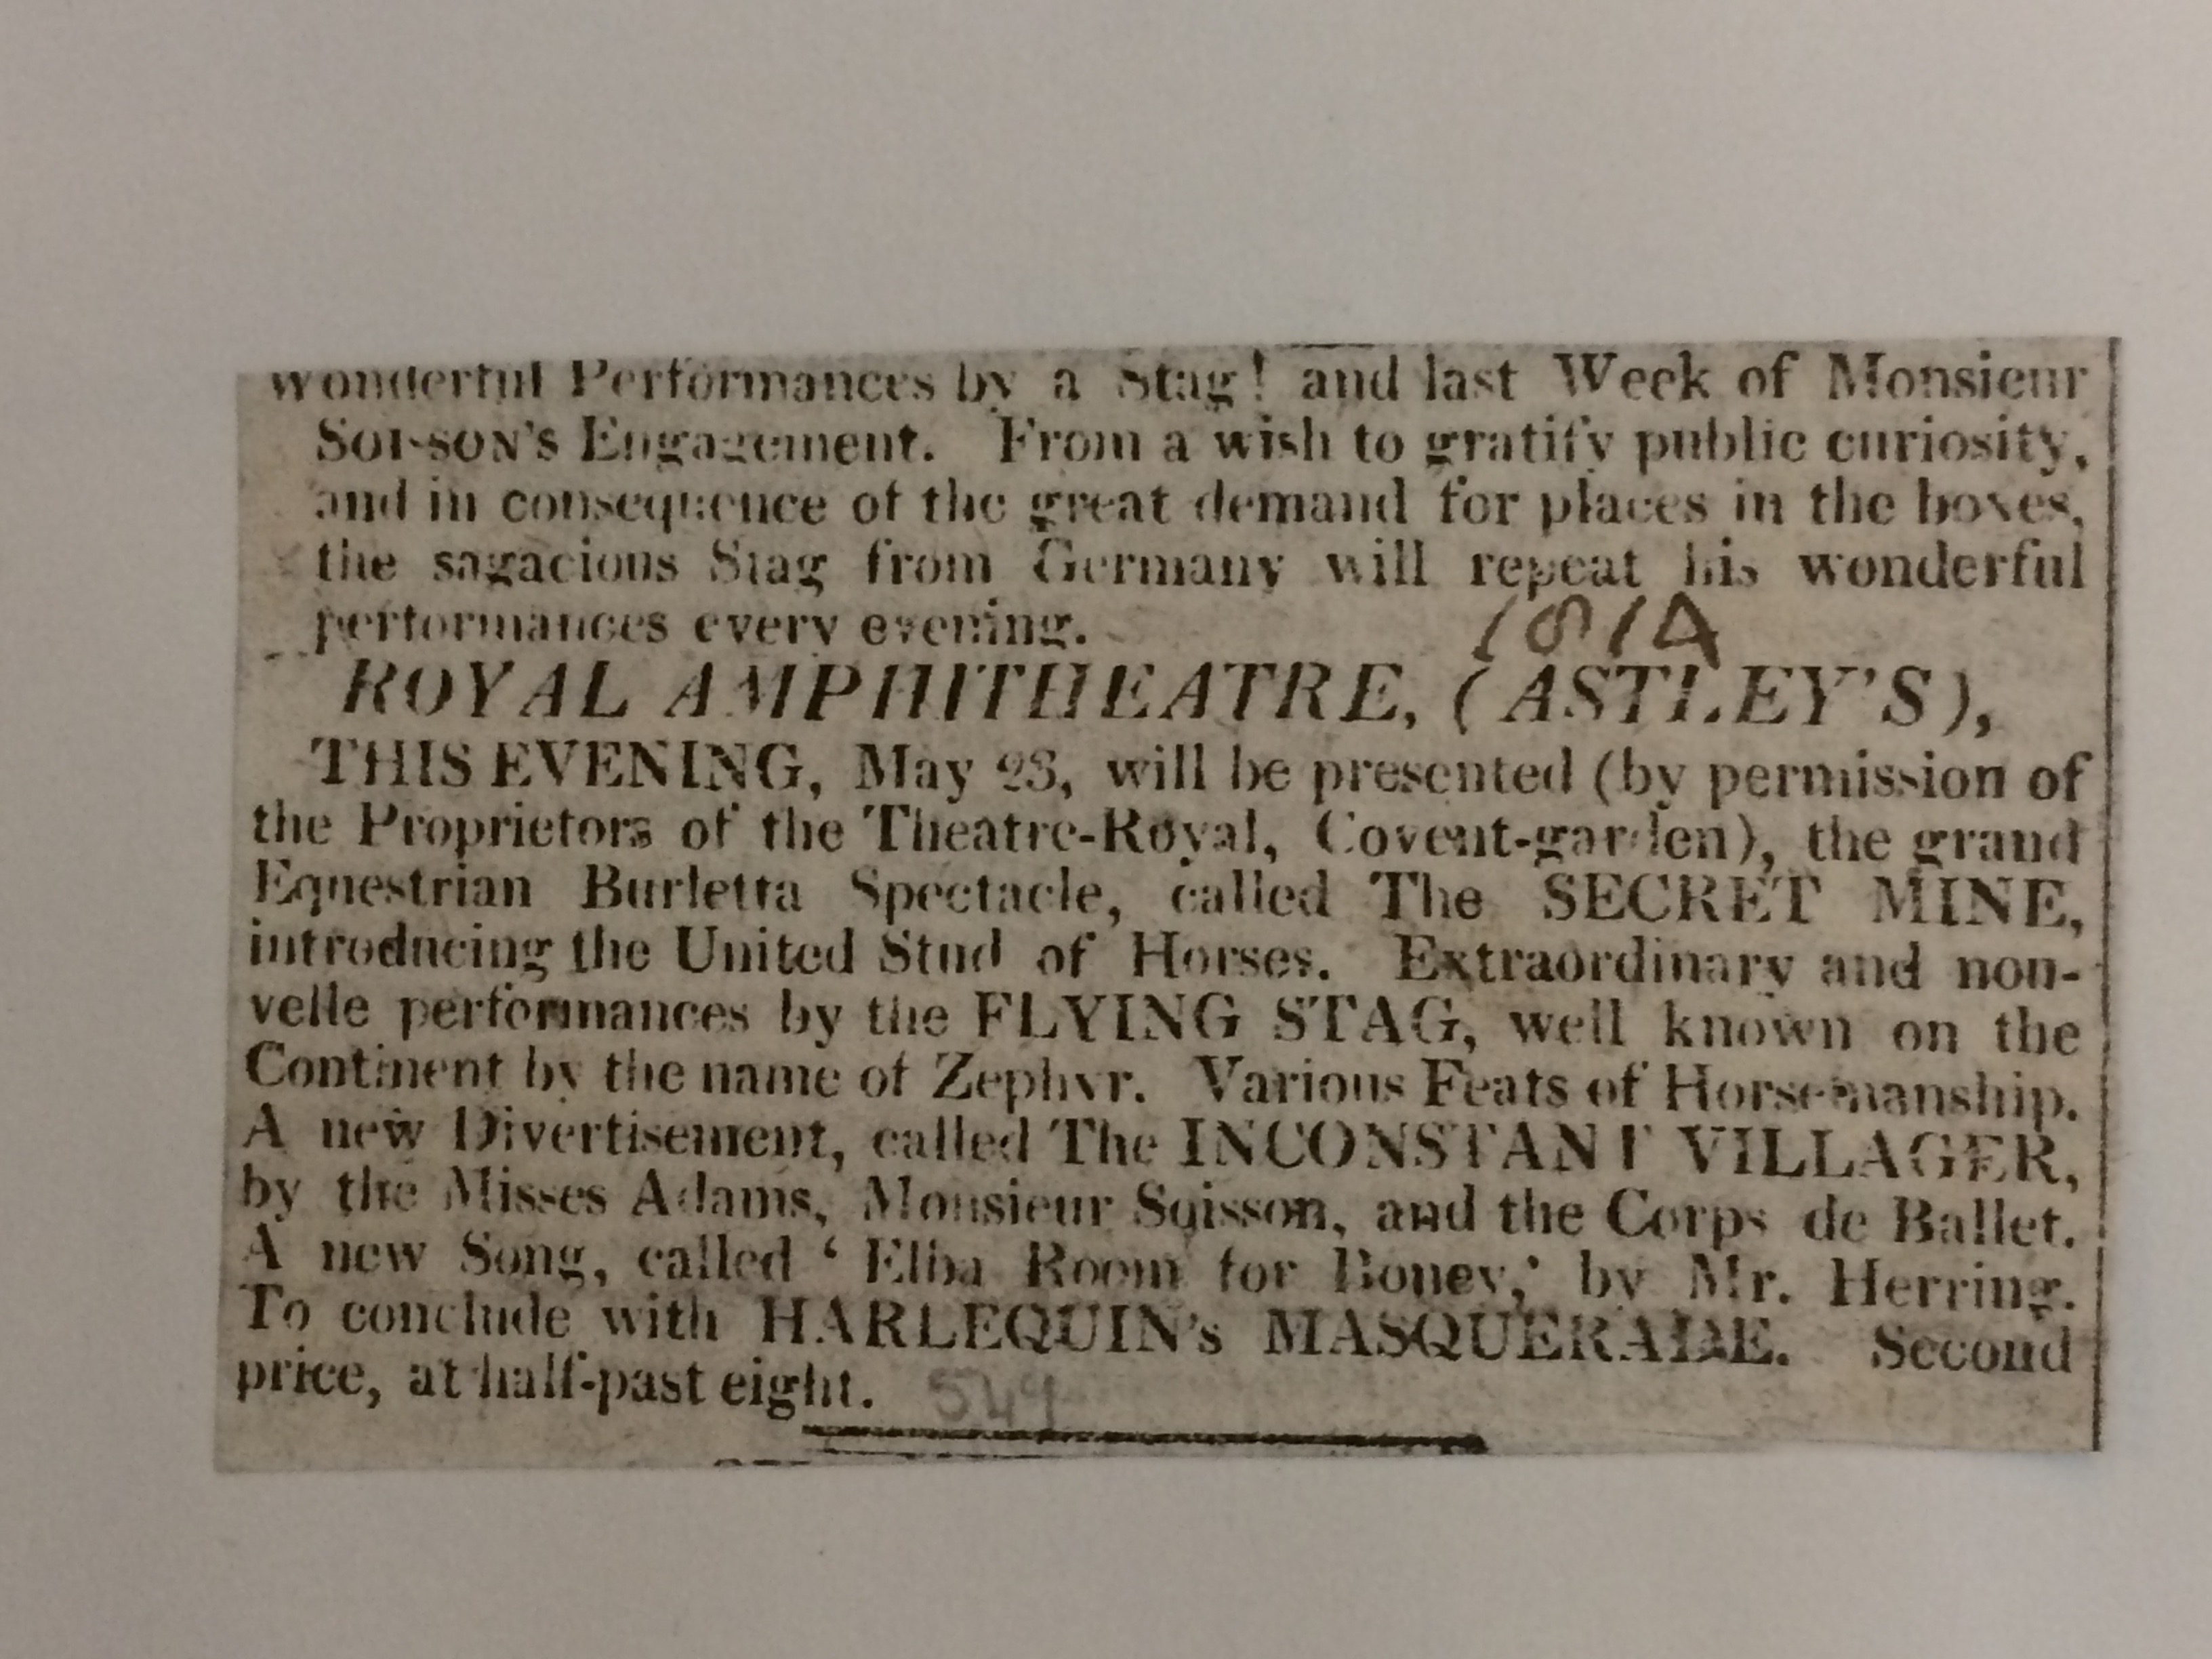 wonderful Performances by a Stag! and last Week of Monsieur
SOISSON'S Engagement. From a wish to gratify public curiosity,
and in consequence of the great demand for places in the boxes,
the sagacious Stag from Germany will repeat his wonderful
performances every evening.
1814
ROYAL AMPHITHEATRE, (ASTLEY'S),
THIS EVENING, May 23, will be presented (by permission of
the Proprietors of the Theatre-Royal, Covent-garden), the grand
Equestrian Burletta Spectacle, called The SECRET MINE,
introducing the United Stud of Horses. Extraordinary and nou-
velle performances by the FLYING STAG, well known on the
Continent by the name of Zephyr. Various Feats of Horsemanship.
A new Divertisement, called The INCONSTANT VILLAGER,
by the Misses Adams, Monsieur Soisson, and the Corps de Ballet.
A new Song, called ‘ Elba Room for Boney,’ by Mr. Herring.
To conclude with HARLEQUIN's MASQUERADE. Second
price, at half-past eight.